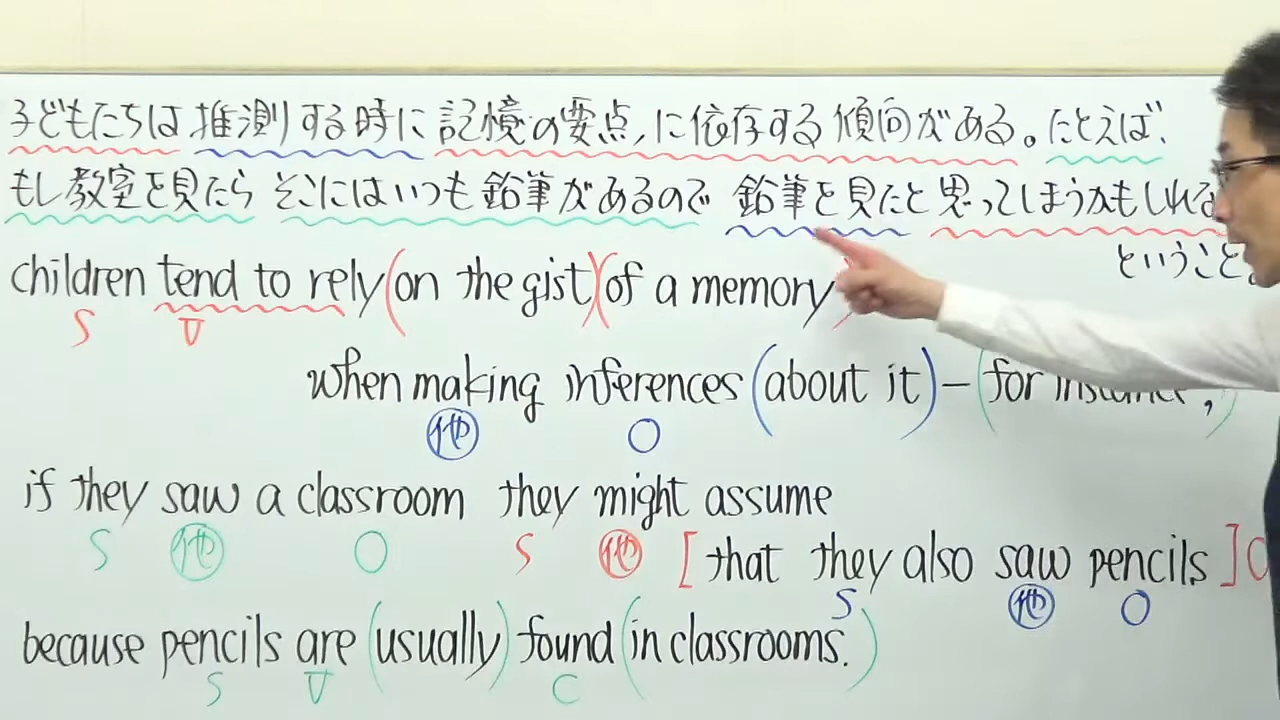 子どもたちは 推測する時に 記憶の要点に依存する傾向がある。たとえば、
もし教室を見たら そこにはいつも鉛筆があるので 鉛筆を見たと思ってしまうかもしれな
ということ。
children tend to rely (on the gist)(of a memory)
S V
when making inferences (about it) – (for instance,)
他 O
if they saw a classroom they might assume
S 他 O S 他
[that they also saw pencils] O
S 他 O
because pencils are (usually) found (in classrooms.)
S V C